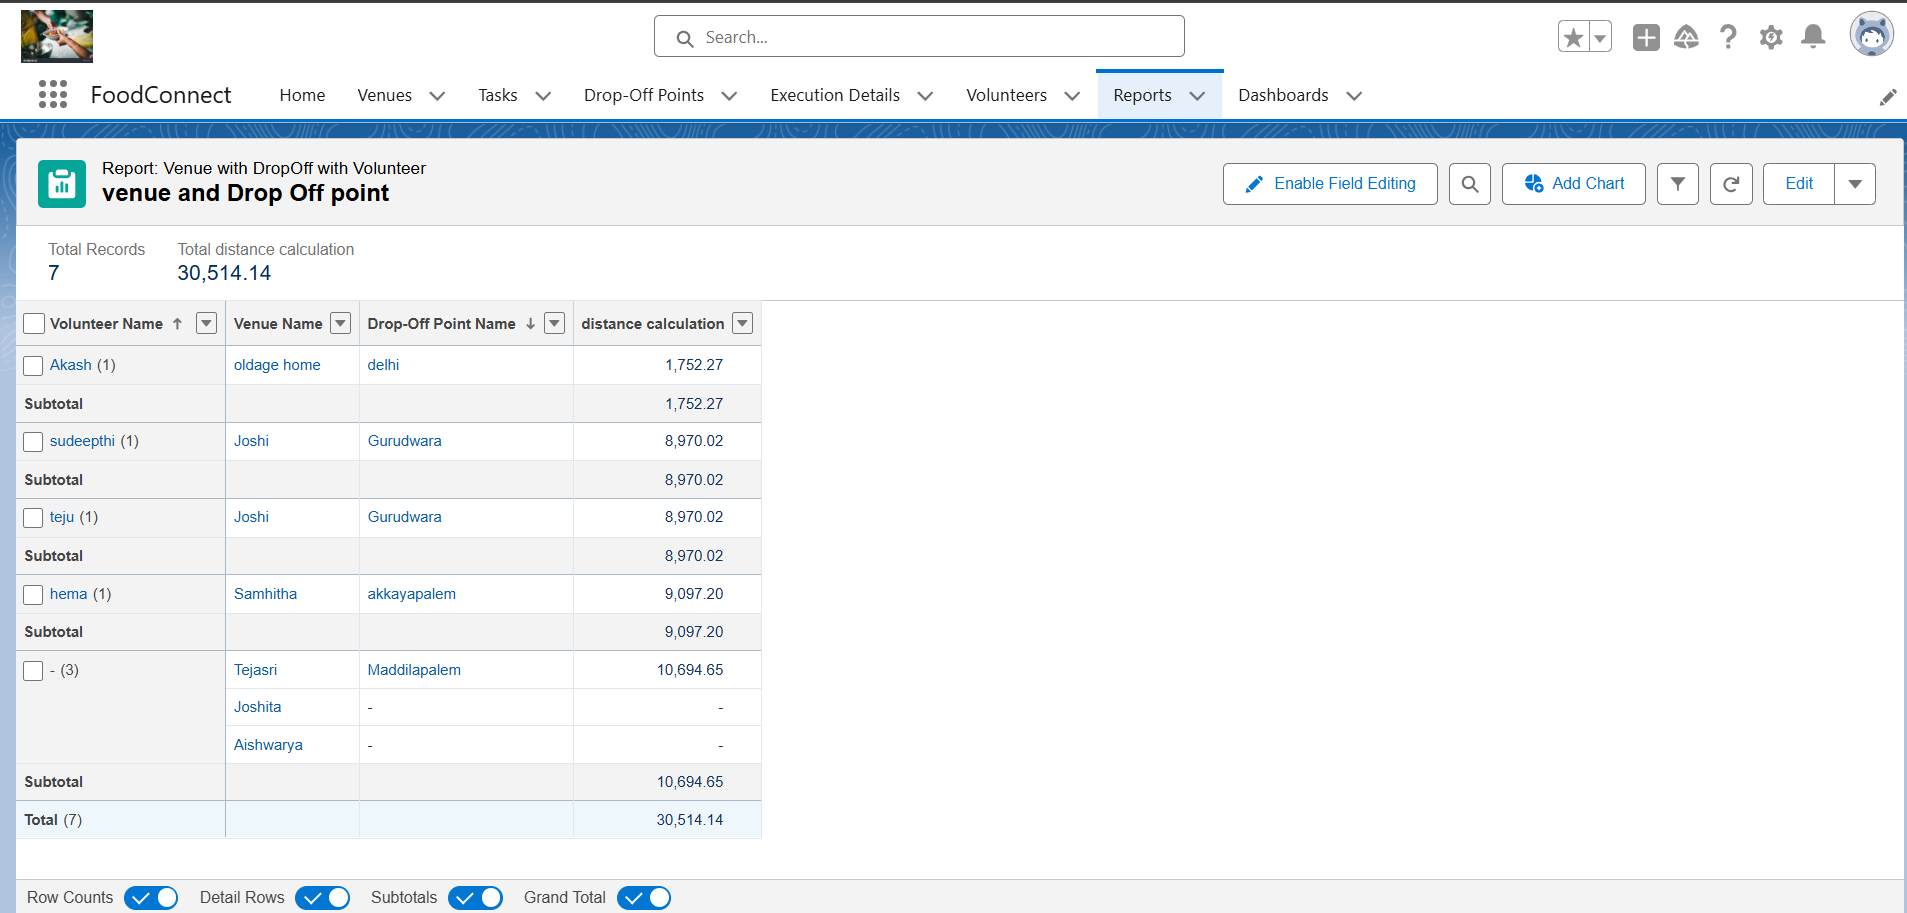 Search...
FoodConnect Home Venues Tasks Drop-Off Points Execution Details Volunteers Reports Dashboards
Report: Venue with DropOff with Volunteer
venue and Drop Off point
Enable Field Editing Add Chart Edit
Total Records Total distance calculation
7 30,514.14
Volunteer Name Venue Name Drop-Off Point Name distance calculation
Akash (1) oldage home delhi 1,752.27
Subtotal 1,752.27
sudeepthi (1) Joshi Gurudwara 8,970.02
Subtotal 8,970.02
teju (1) Joshi Gurudwara 8,970.02
Subtotal 8,970.02
hema (1) Samhitha akkayapalem 9,097.20
Subtotal 9,097.20
- (3) Tejasri Maddilapalem 10,694.65
Joshita - -
Aishwarya - -
Subtotal 10,694.65
Total (7) 30,514.14
Row Counts Detail Rows Subtotals Grand Total